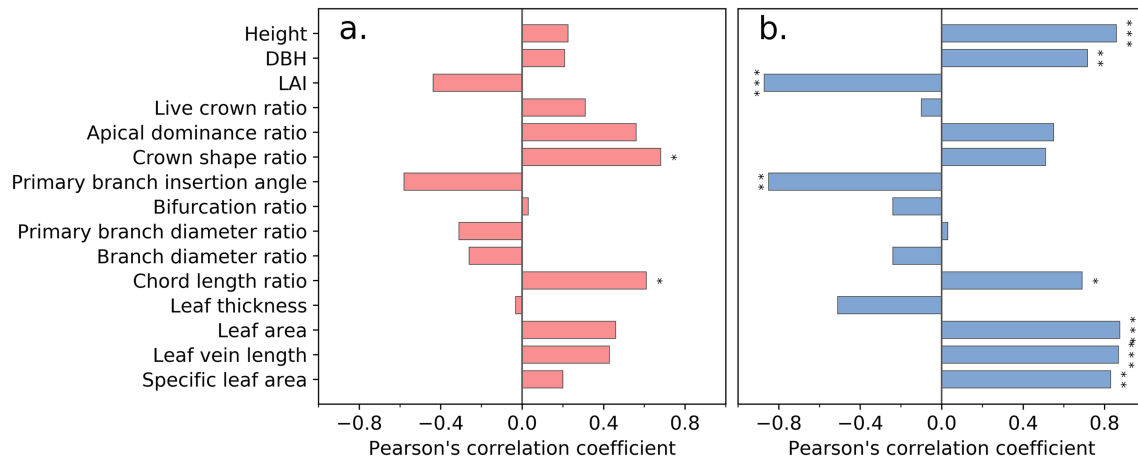 a.
b.
Height
DBH
LAI
Live crown ratio
Apical dominance ratio
Crown shape ratio
Primary branch insertion angle
Bifurcation ratio
Primary branch diameter ratio
Branch diameter ratio
Chord length ratio
Leaf thickness
Leaf area
Leaf vein length
Specific leaf area
***
**
***
*
**
*
*
***
***
**
−0.8 −0.4 0.0 0.4 0.8
−0.8 −0.4 0.0 0.4 0.8
Pearson's correlation coefficient
Pearson's correlation coefficient